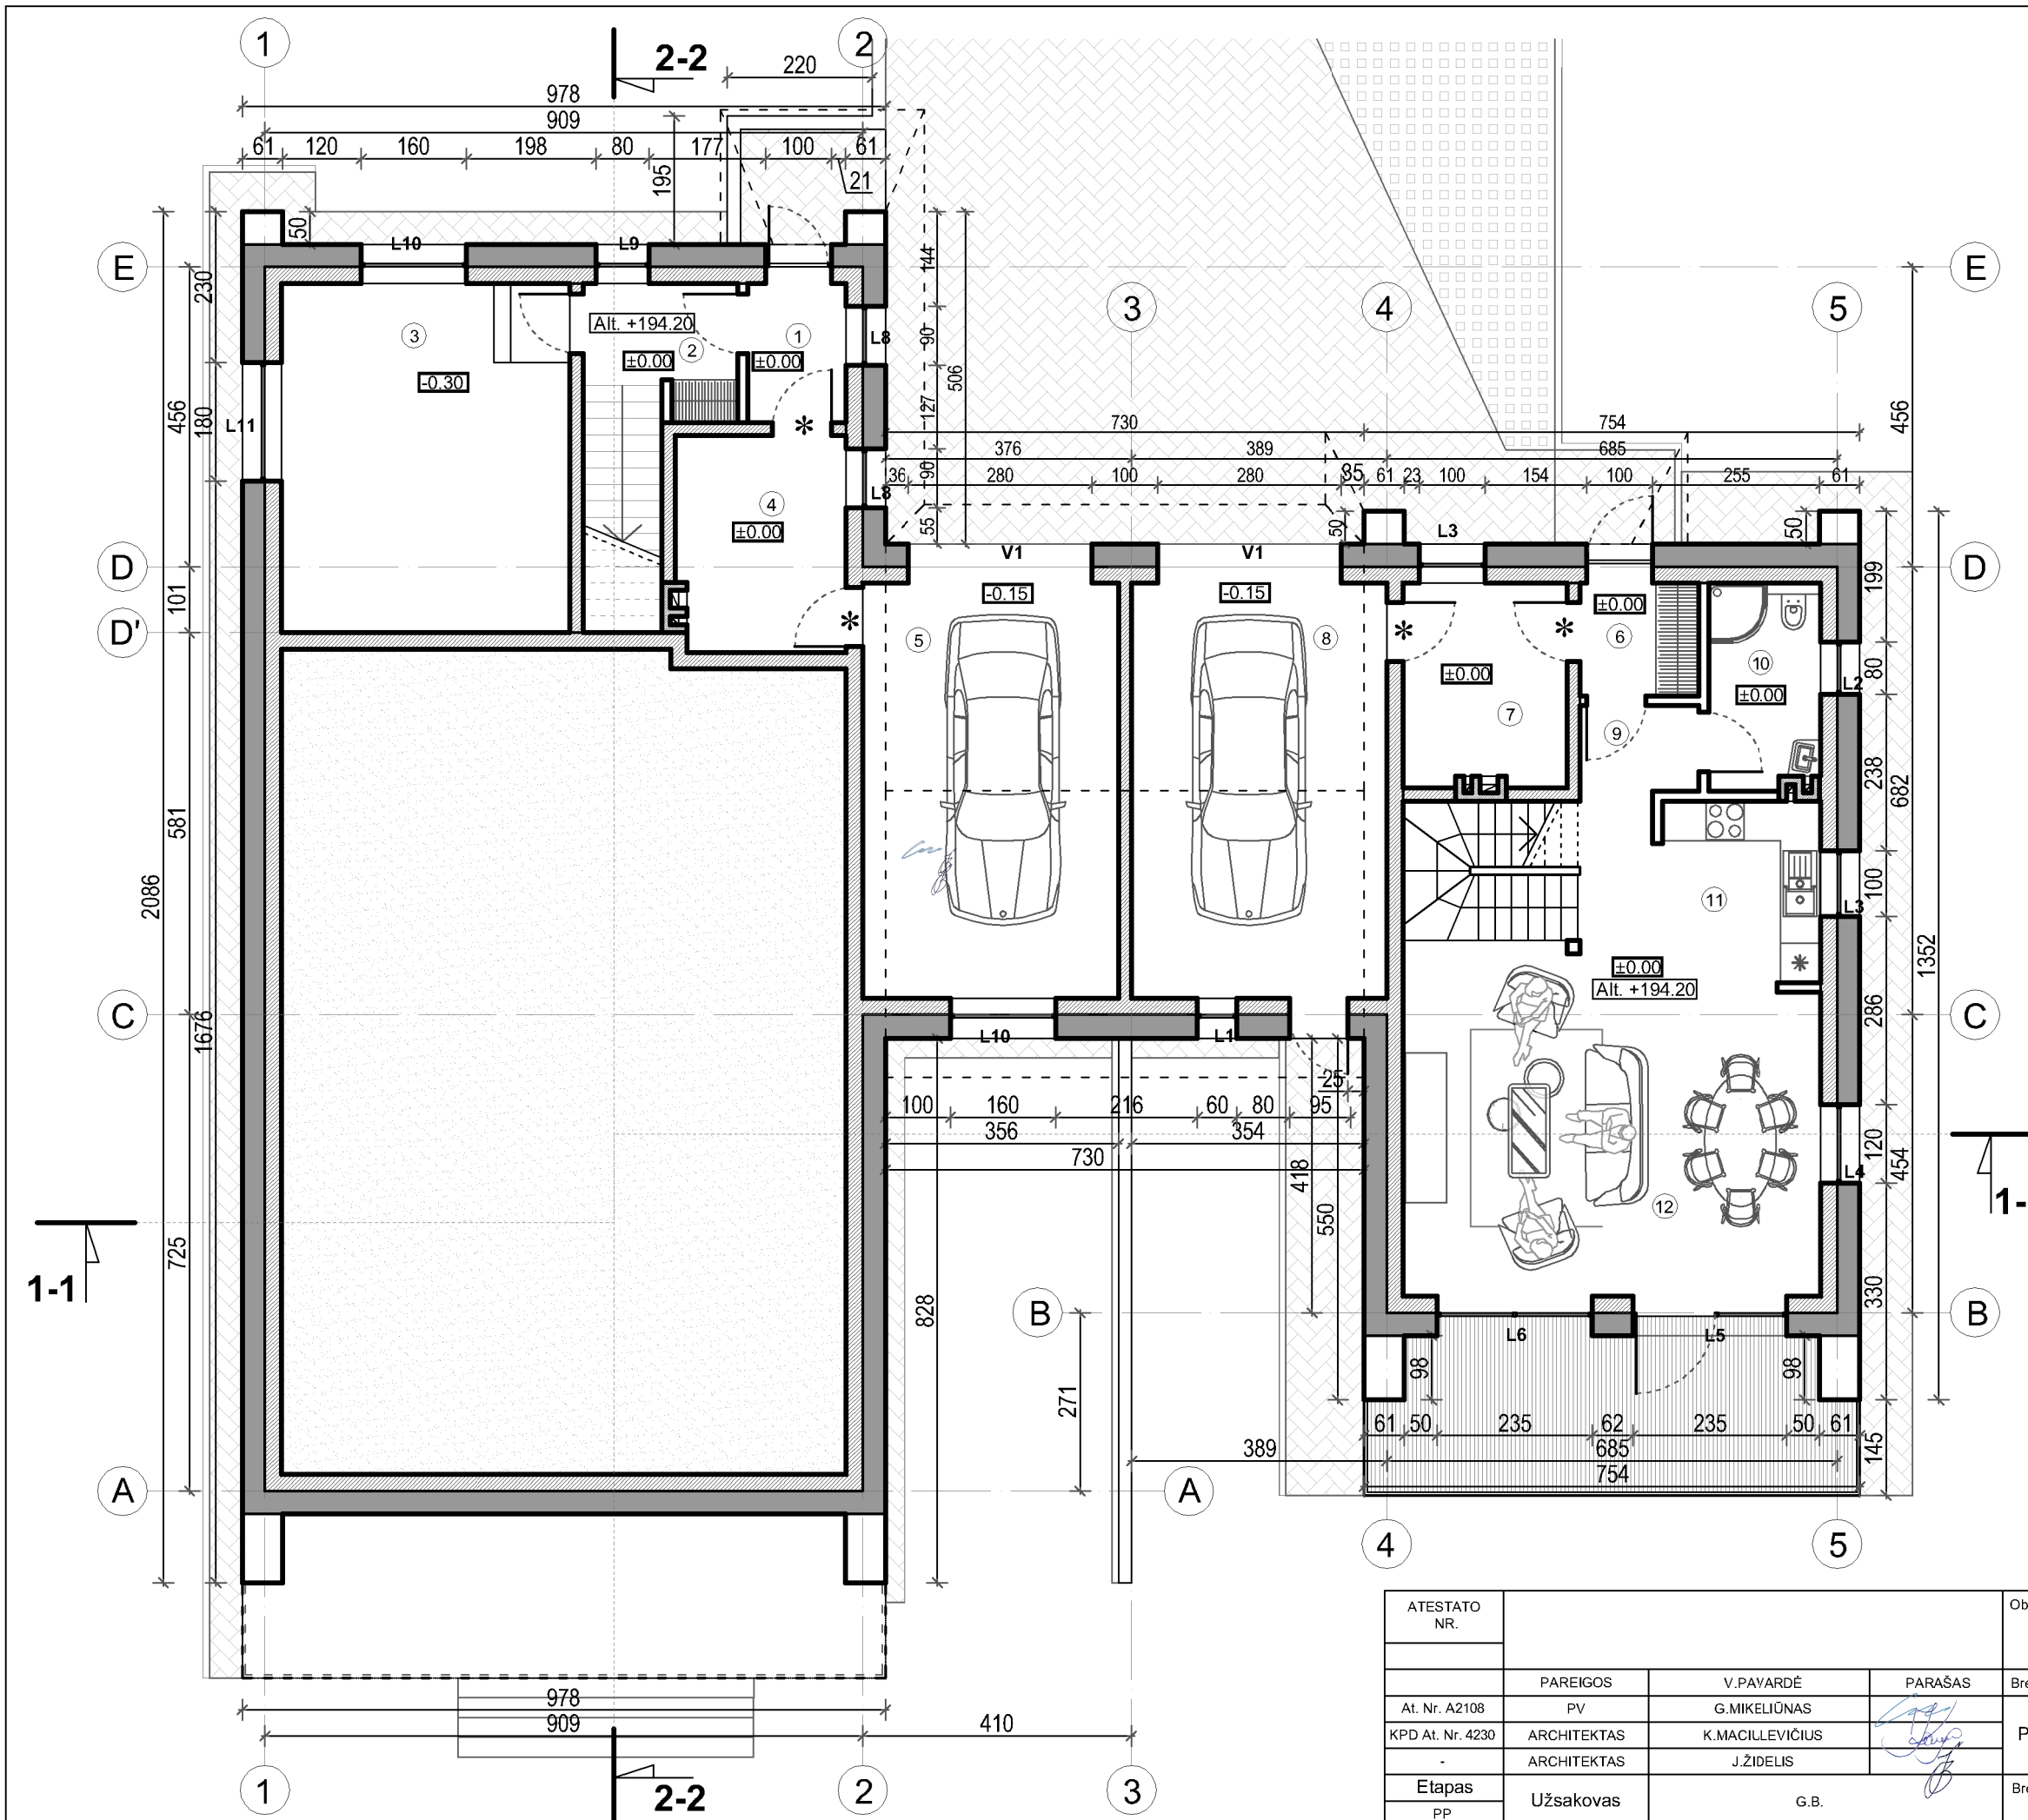 1 2
2-2
220
978
909
61 120 160 198 80 177 100 61
21
195
50
L10 L9
E E
230
144
3 4 5
Alt. +194.20
3 2 1
±0.00 ±0.00
L8
90
-0.30
506
456 180
L11
127
456
*
730 754
376 389 685
90
36 280 100 280 35 61 23 100 154 100 255 61
L8
4
±0.00
55
50 50
L3
V1 V1
D D
199
101
-0.15 -0.15
±0.00
D'
* 5 8 * * 6
10
±0.00
±0.00
80
L2
7
9
238
682
581
2086
100
11
L3
1352
±0.00
Alt. +194.20
C C
1676
286
L10 L1
25
100 160 216 60 80 95
356 354
730
120
454
L4
418
12
1-1
1-
550
725
828
330
B B
L6 L5
98 98
271
61 50 235 62 235 50 61
389 685
754
145
A A
4 5
978
909 410
1 2 3
2-2
ATESTATO
NR.
Ob
PAREIGOS V.PAVARDĖ PARAŠAS Bre
At. Nr. A2108 PV G.MIKELIŪNAS
KPD At. Nr. 4230 ARCHITEKTAS K.MACILLEVIČIUS P
- ARCHITEKTAS J.ŽIDELIS
Etapas Užsakovas G.B. Bre
PP